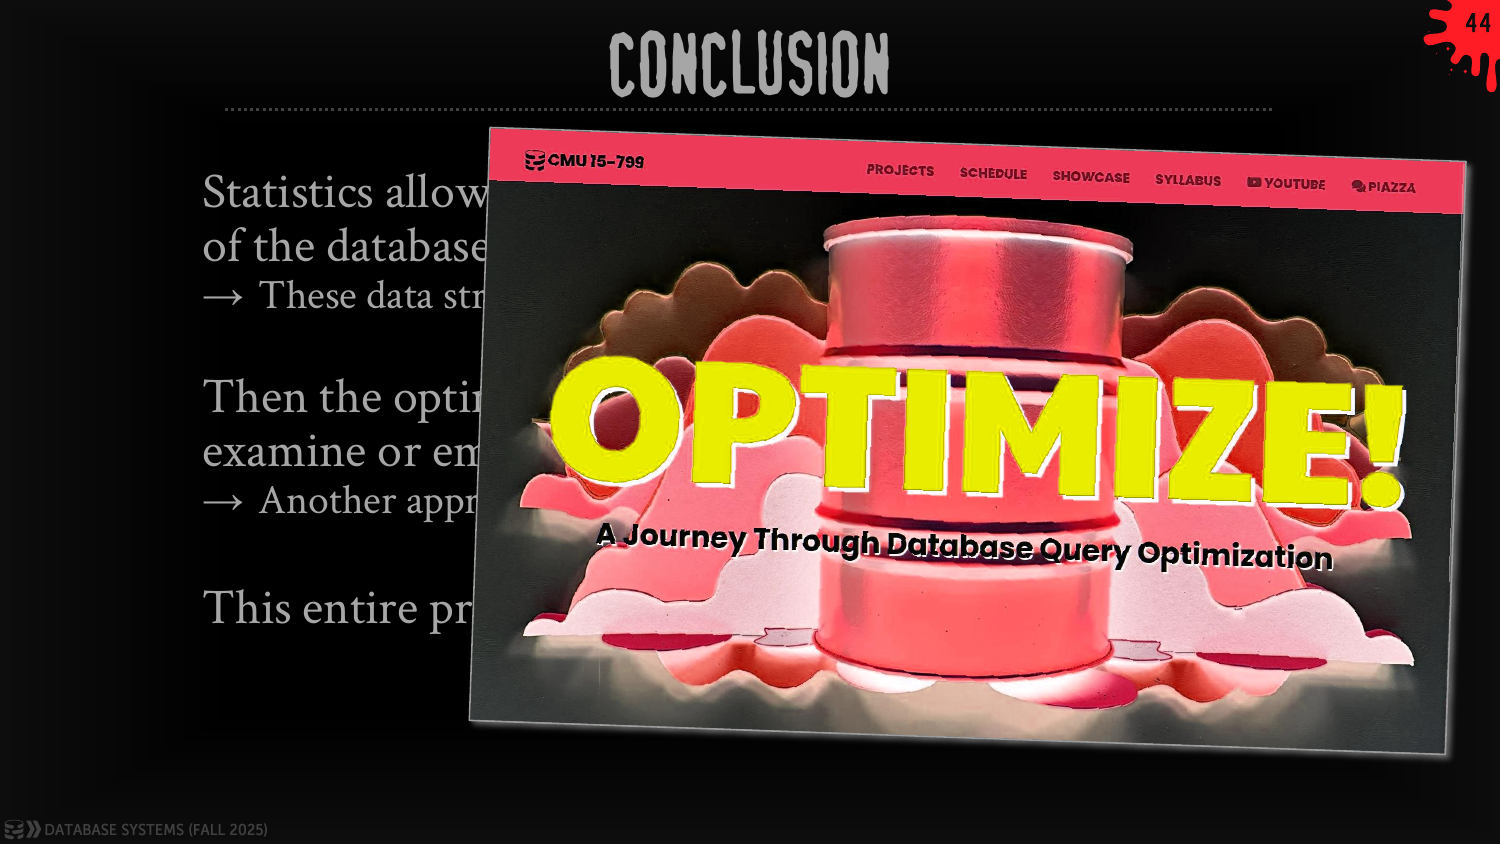 CONCLUSION
44
Statistics allow
of the database
→ These data str
Then the optim
examine or em
→ Another appr
This entire pr
CMU 15-799
PROJECTS SCHEDULE SHOWCASE SYLLABUS YOUTUBE PIAZZA
OPTIMIZE!
A Journey Through Database Query Optimization
DATABASE SYSTEMS (FALL 2025)